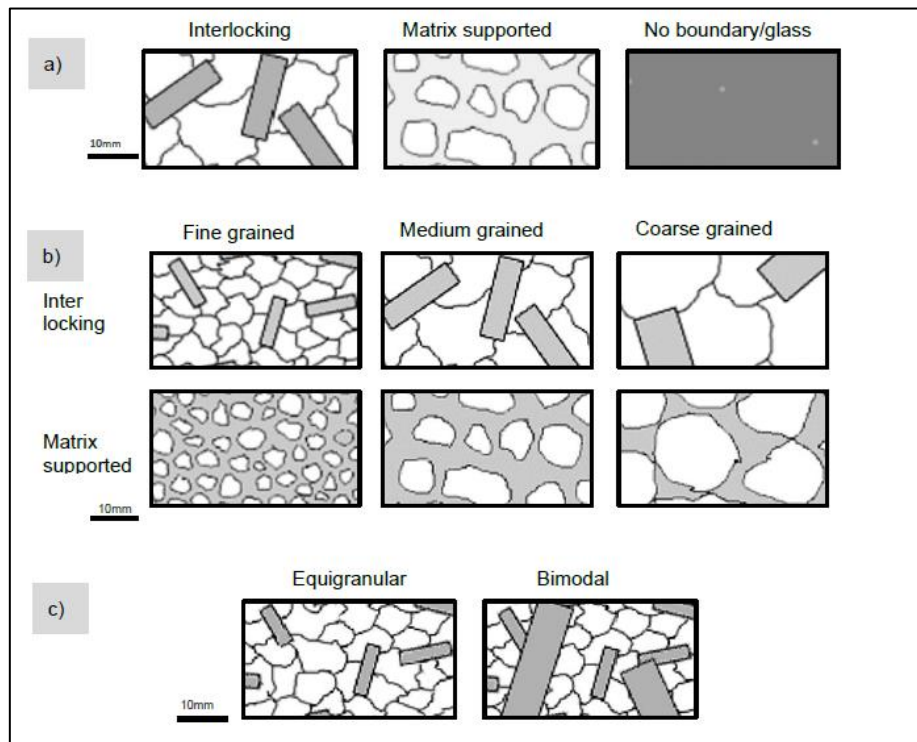 a)
Interlocking
Matrix supported
No boundary/glass
10mm
b)
Fine grained
Medium grained
Coarse grained
Inter
locking
Matrix
supported
10mm
c)
Equigranular
Bimodal
10mm